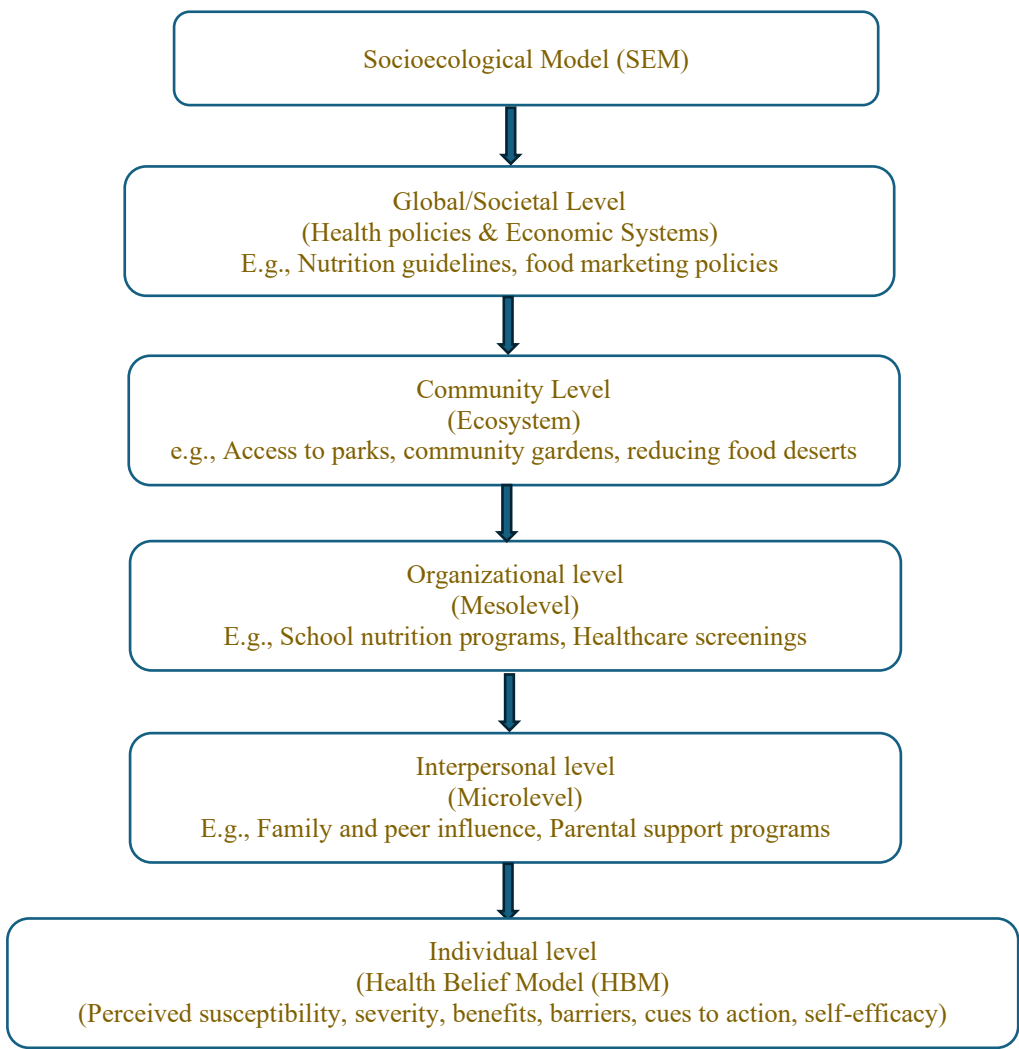 Socioecological Model (SEM)
Global/Societal Level
(Health policies & Economic Systems)
E.g., Nutrition guidelines, food marketing policies
Community Level
(Ecosystem)
e.g., Access to parks, community gardens, reducing food deserts
Organizational level
(Mesolevel)
E.g., School nutrition programs, Healthcare screenings
Interpersonal level
(Microlevel)
E.g., Family and peer influence, Parental support programs
Individual level
(Health Belief Model (HBM)
(Perceived susceptibility, severity, benefits, barriers, cues to action, self-efficacy)